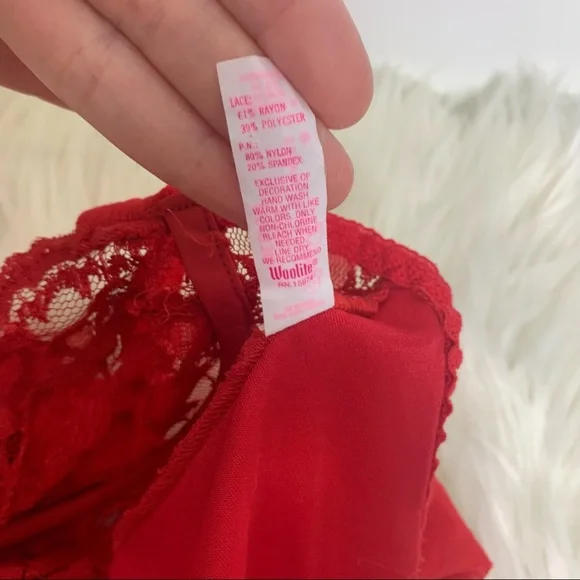 LACE:
61% RAYON
39% POLYESTER
P.N.:
80% NYLON
20% SPANDEX
EXCLUSIVE OF
DECORATION
HAND WASH
WARM WITH LIKE
COLORS. ONLY
NON-CHLORINE
BLEACH WHEN
NEEDED.
LINE DRY.
WE RECOMMEND
Woolite®